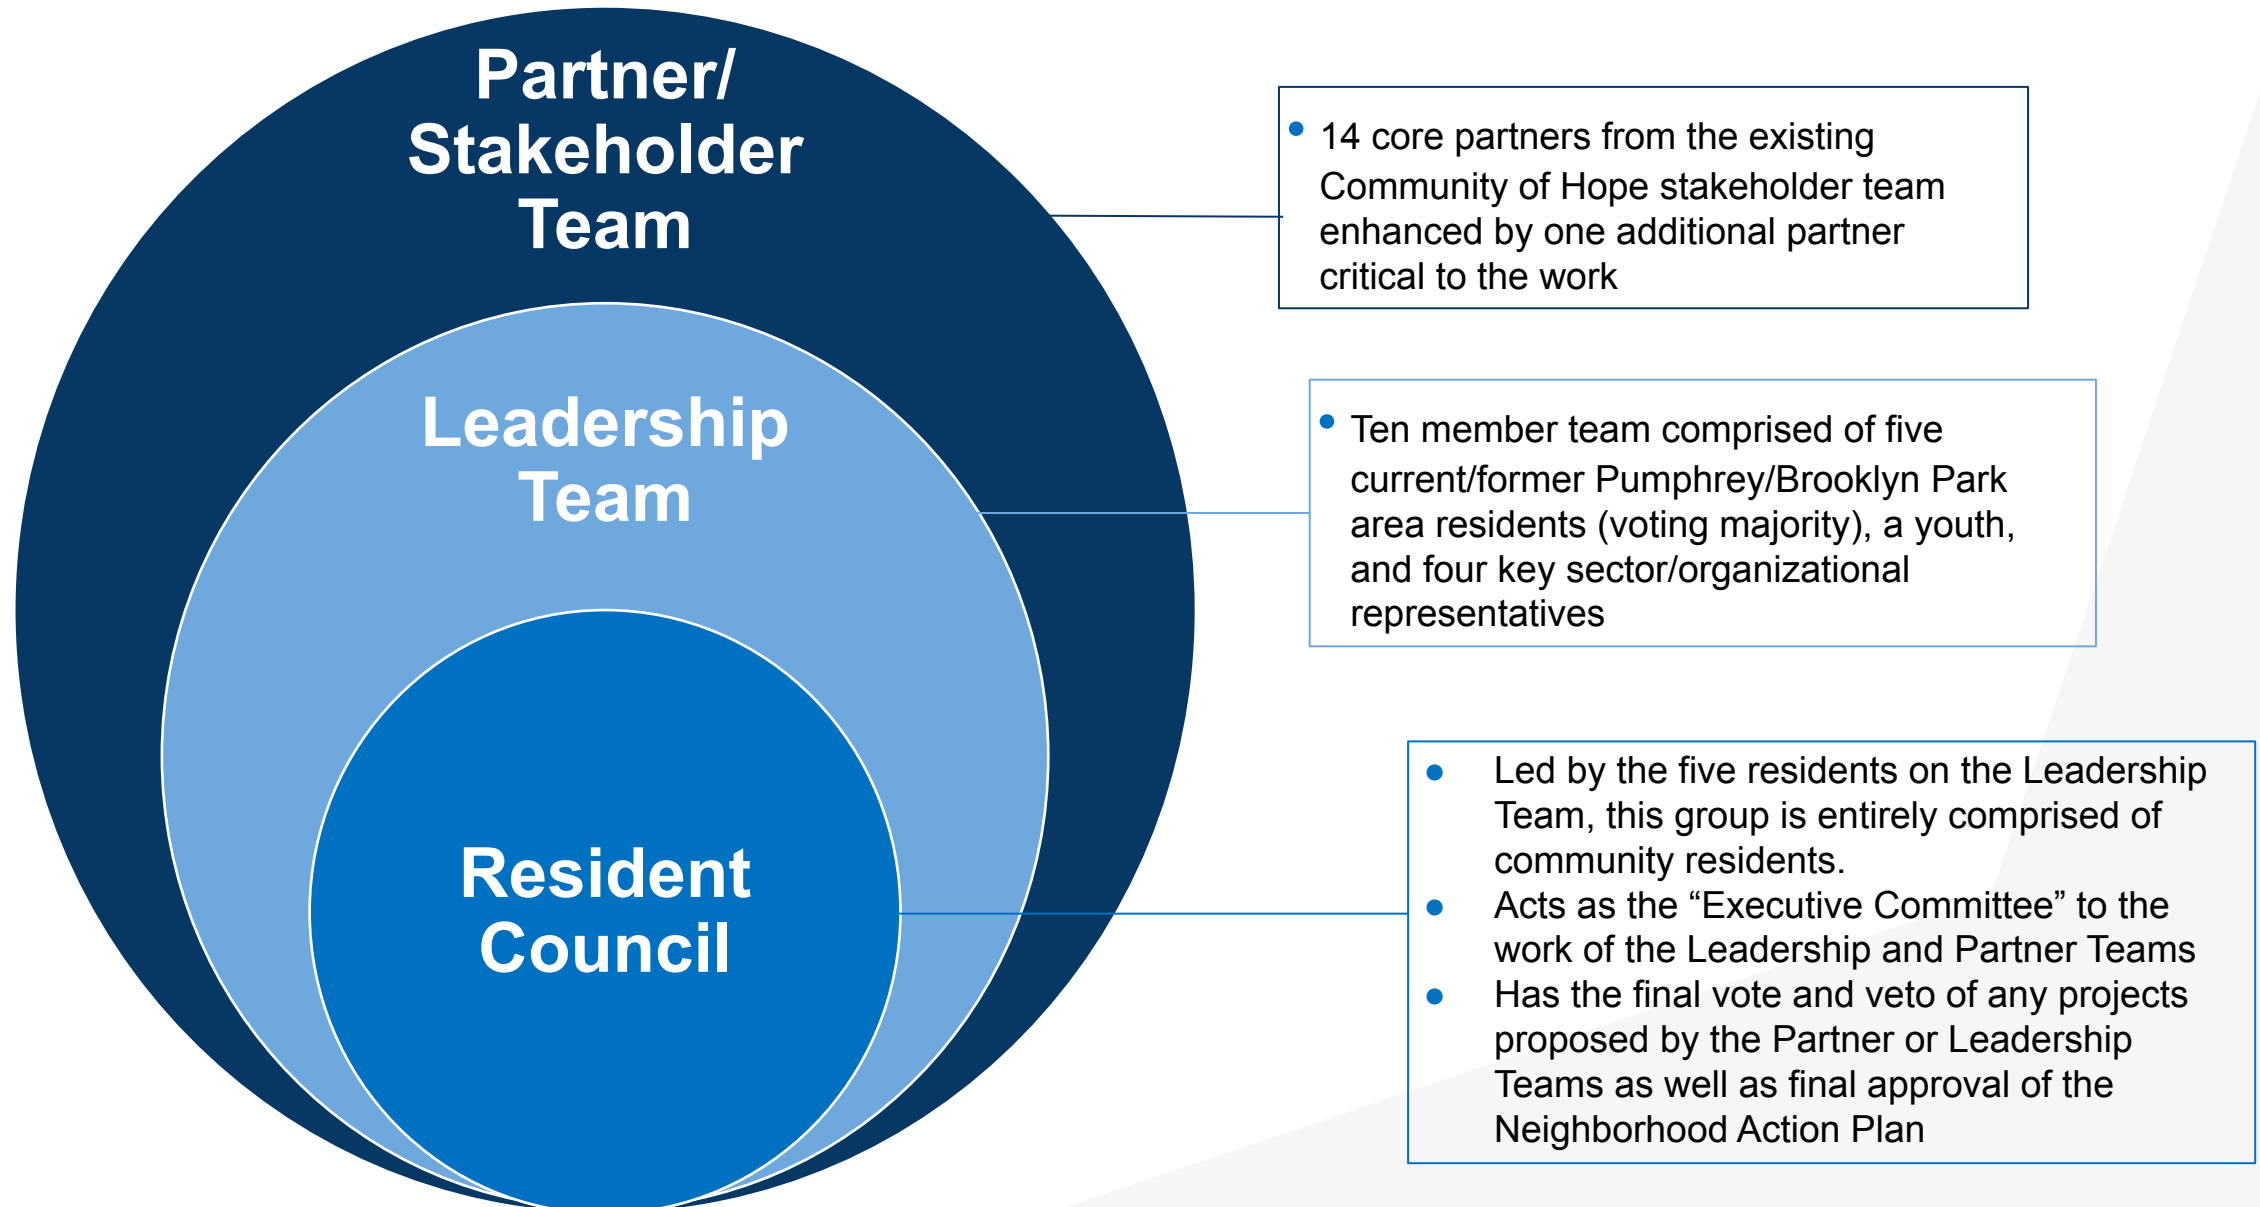 Partner/
Stakeholder
Team
• 14 core partners from the existing
Community of Hope stakeholder team
enhanced by one additional partner
critical to the work
Leadership
Team
• Ten member team comprised of five
current/former Pumphrey/Brooklyn Park
area residents (voting majority), a youth,
and four key sector/organizational
representatives
Resident
Council
• Led by the five residents on the Leadership
Team, this group is entirely comprised of
community residents.
• Acts as the “Executive Committee” to the
work of the Leadership and Partner Teams
• Has the final vote and veto of any projects
proposed by the Partner or Leadership
Teams as well as final approval of the
Neighborhood Action Plan